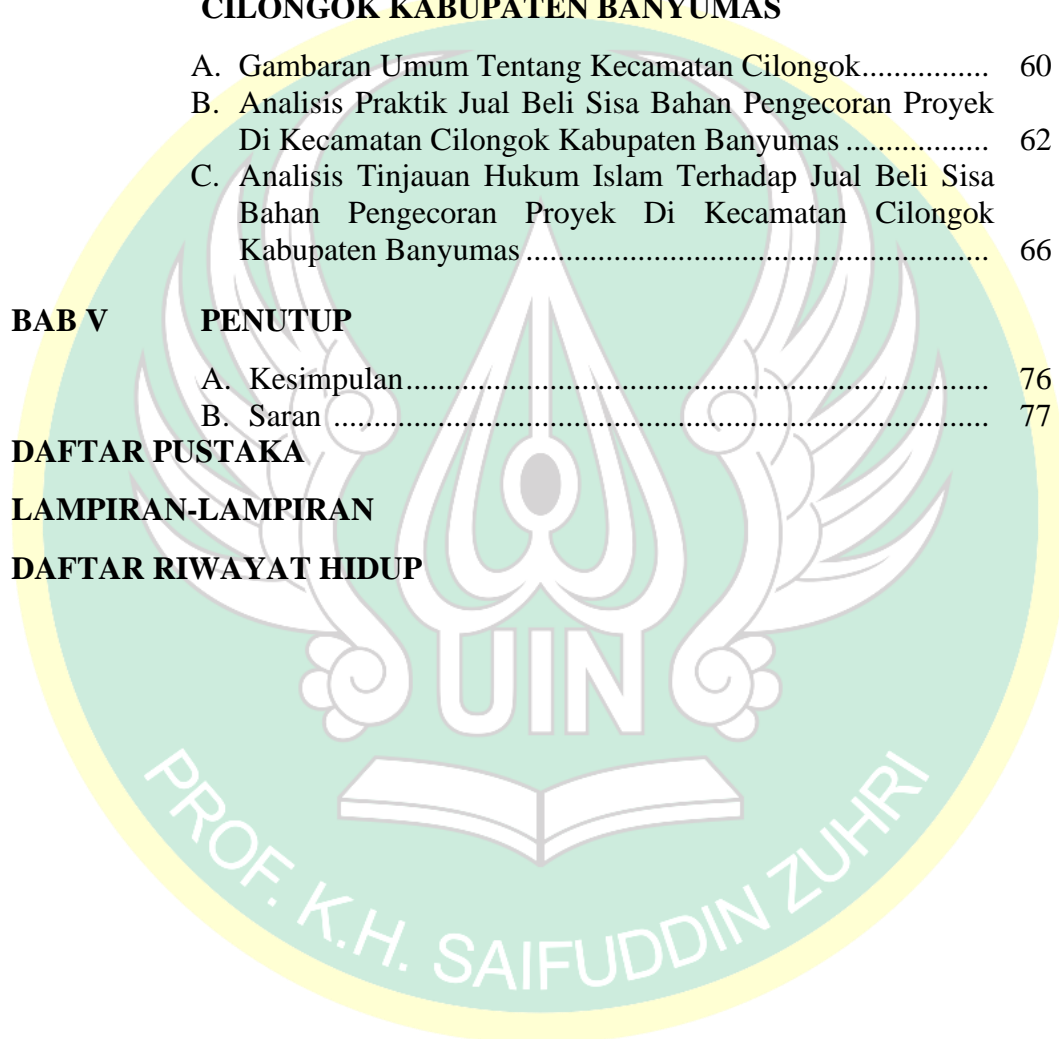 CILONGOK KABUPATEN BANYUMAS
A. Gambaran Umum Tentang Kecamatan Cilongok............... 60
B. Analisis Praktik Jual Beli Sisa Bahan Pengecoran Proyek
Di Kecamatan Cilongok Kabupaten Banyumas ................. 62
C. Analisis Tinjauan Hukum Islam Terhadap Jual Beli Sisa
Bahan Pengecoran Proyek Di Kecamatan Cilongok
Kabupaten Banyumas ...................................................... 66
BAB V PENUTUP
A. Kesimpulan.................................................................... 76
B. Saran ............................................................................. 77
DAFTAR PUSTAKA
LAMPIRAN-LAMPIRAN
DAFTAR RIWAYAT HIDUP
UIN
PROF. K.H. SAIFUDDIN ZUHRI